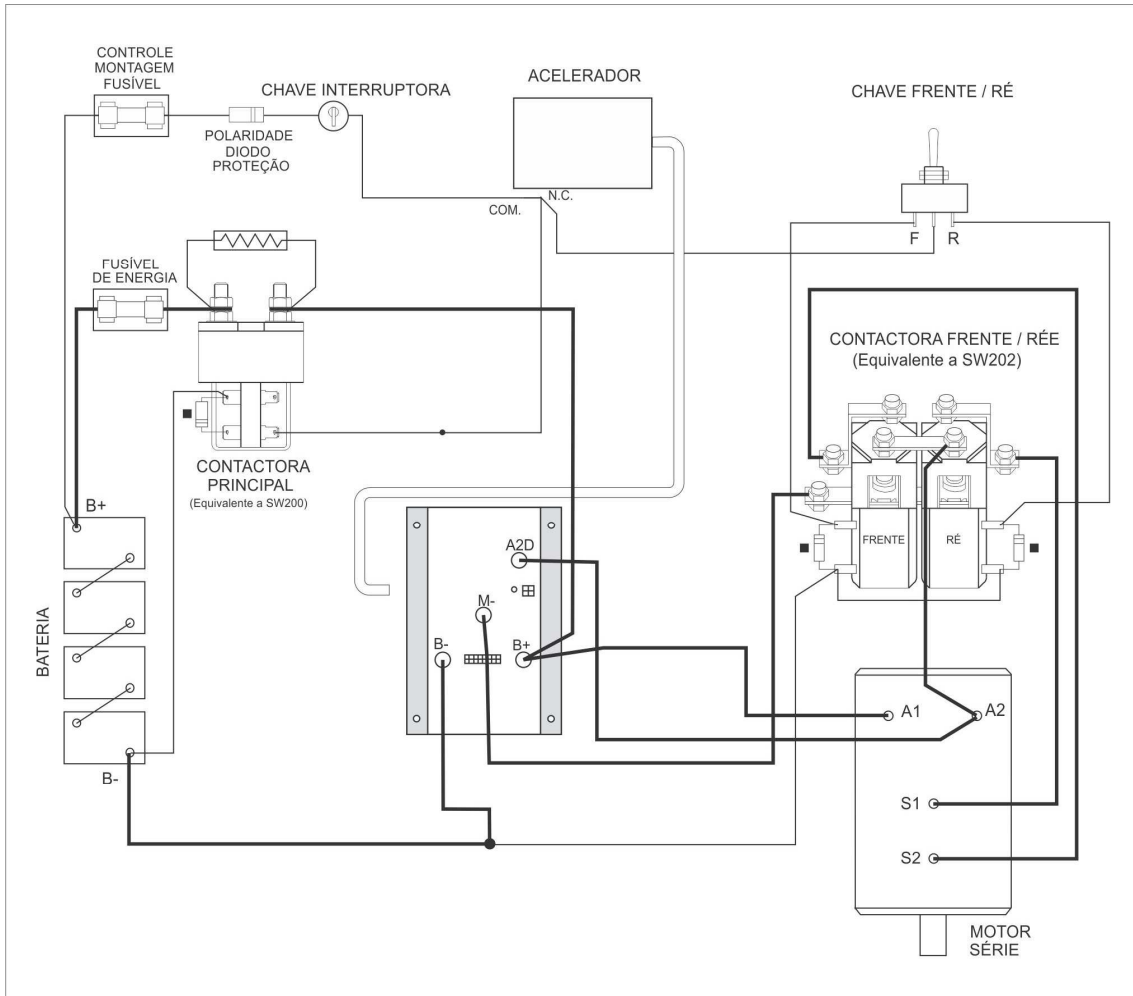 CONTROLE
MONTAGEM
FUSÍVEL
CHAVE INTERRUPTORA
ACELERADOR
CHAVE FRENTE / RÉ
POLARIDADE
DIODO
PROTEÇÃO
N.C.
COM.
F
R
FUSÍVEL
DE ENERGIA
CONTACTORA FRENTE / RÉE
(Equivalente a SW202)
CONTACTORA
PRINCIPAL
(Equivalente a SW200)
B+
BATERIA
B-
A2D
M-
B-
B+
FRENTE
RÉ
A1
A2
S1
S2
MOTOR
SÉRIE